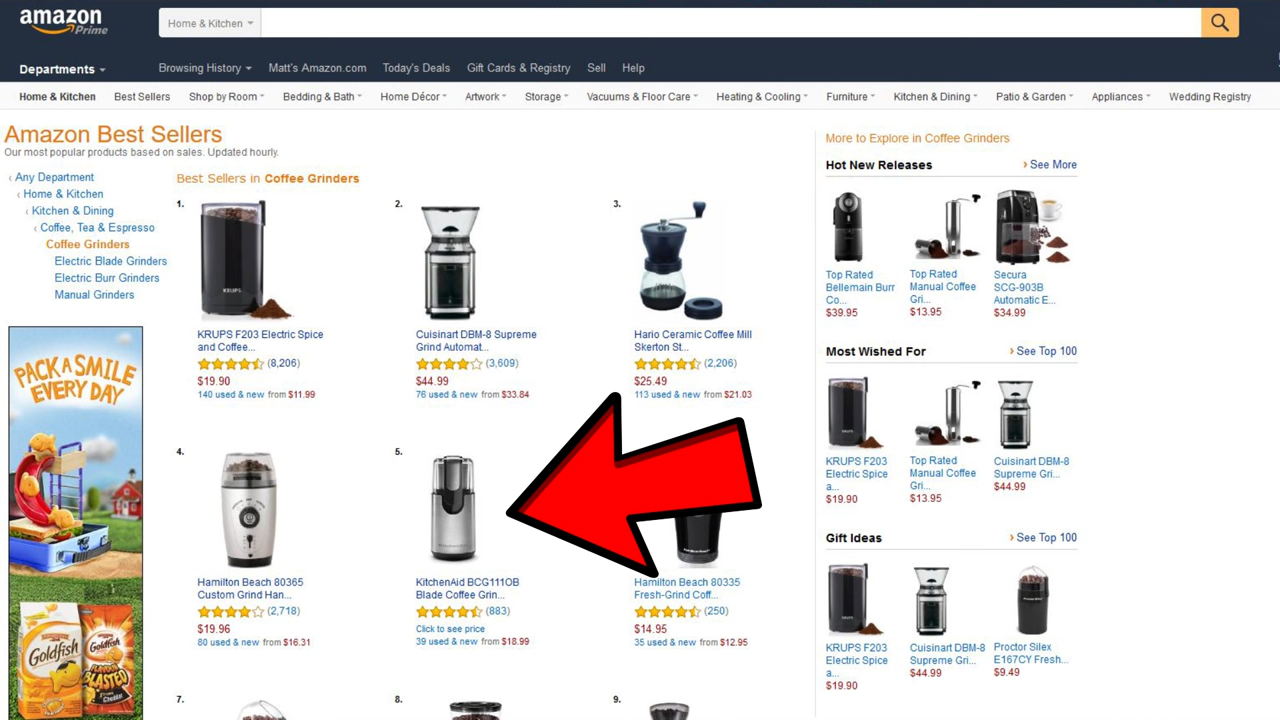 amazon
Prime
Home & Kitchen
Departments
Browsing History
Matt's Amazon.com
Today's Deals
Gift Cards & Registry
Sell
Help
Home & Kitchen
Best Sellers
Shop by Room
Bedding & Bath
Home Décor
Artwork
Storage
Vacuums & Floor Care
Heating & Cooling
Furniture
Kitchen & Dining
Patio & Garden
Appliances
Wedding Registry
Amazon Best Sellers
Our most popular products based on sales. Updated hourly.
‹ Any Department
‹ Home & Kitchen
‹ Kitchen & Dining
‹ Coffee, Tea & Espresso
Coffee Grinders
Electric Blade Grinders
Electric Burr Grinders
Manual Grinders
PACK A SMILE
EVERY DAY
Goldfish
Goldfish
FLAVOR
BLASTED
Best Sellers in Coffee Grinders
1.
KRUPS
KRUPS F203 Electric Spice
and Coffee...
(8,206)
$19.90
140 used & new from $11.99
2.
Cuisinart DBM-8 Supreme
Grind Automat...
(3,609)
$44.99
76 used & new from $33.84
3.
Hario Ceramic Coffee Mill
Skerton St...
(2,206)
$25.49
113 used & new from $21.03
4.
Hamilton Beach 80365
Custom Grind Han...
(2,718)
$19.96
80 used & new from $16.31
5.
KitchenAid BCG111OB
Blade Coffee Grin...
(883)
Click to see price
39 used & new from $18.99
Hamilton Beach 80335
Fresh-Grind Coff...
(250)
$14.95
35 used & new from $12.95
7.
8.
9.
More to Explore in Coffee Grinders
Hot New Releases
› See More
Top Rated
Bellemain Burr
Co...
$39.95
Top Rated
Manual Coffee
Gri...
$13.95
Secura
SCG-903B
Automatic E...
$34.99
Most Wished For
› See Top 100
KRUPS F203
Electric Spice
a...
$19.90
Top Rated
Manual Coffee
Gri...
$13.95
Cuisinart DBM-8
Supreme Gri...
$44.99
Gift Ideas
› See Top 100
KRUPS F203
Electric Spice
a...
$19.90
Cuisinart DBM-8
Supreme Gri...
$44.99
Proctor Silex
E167CY Fresh...
$9.49